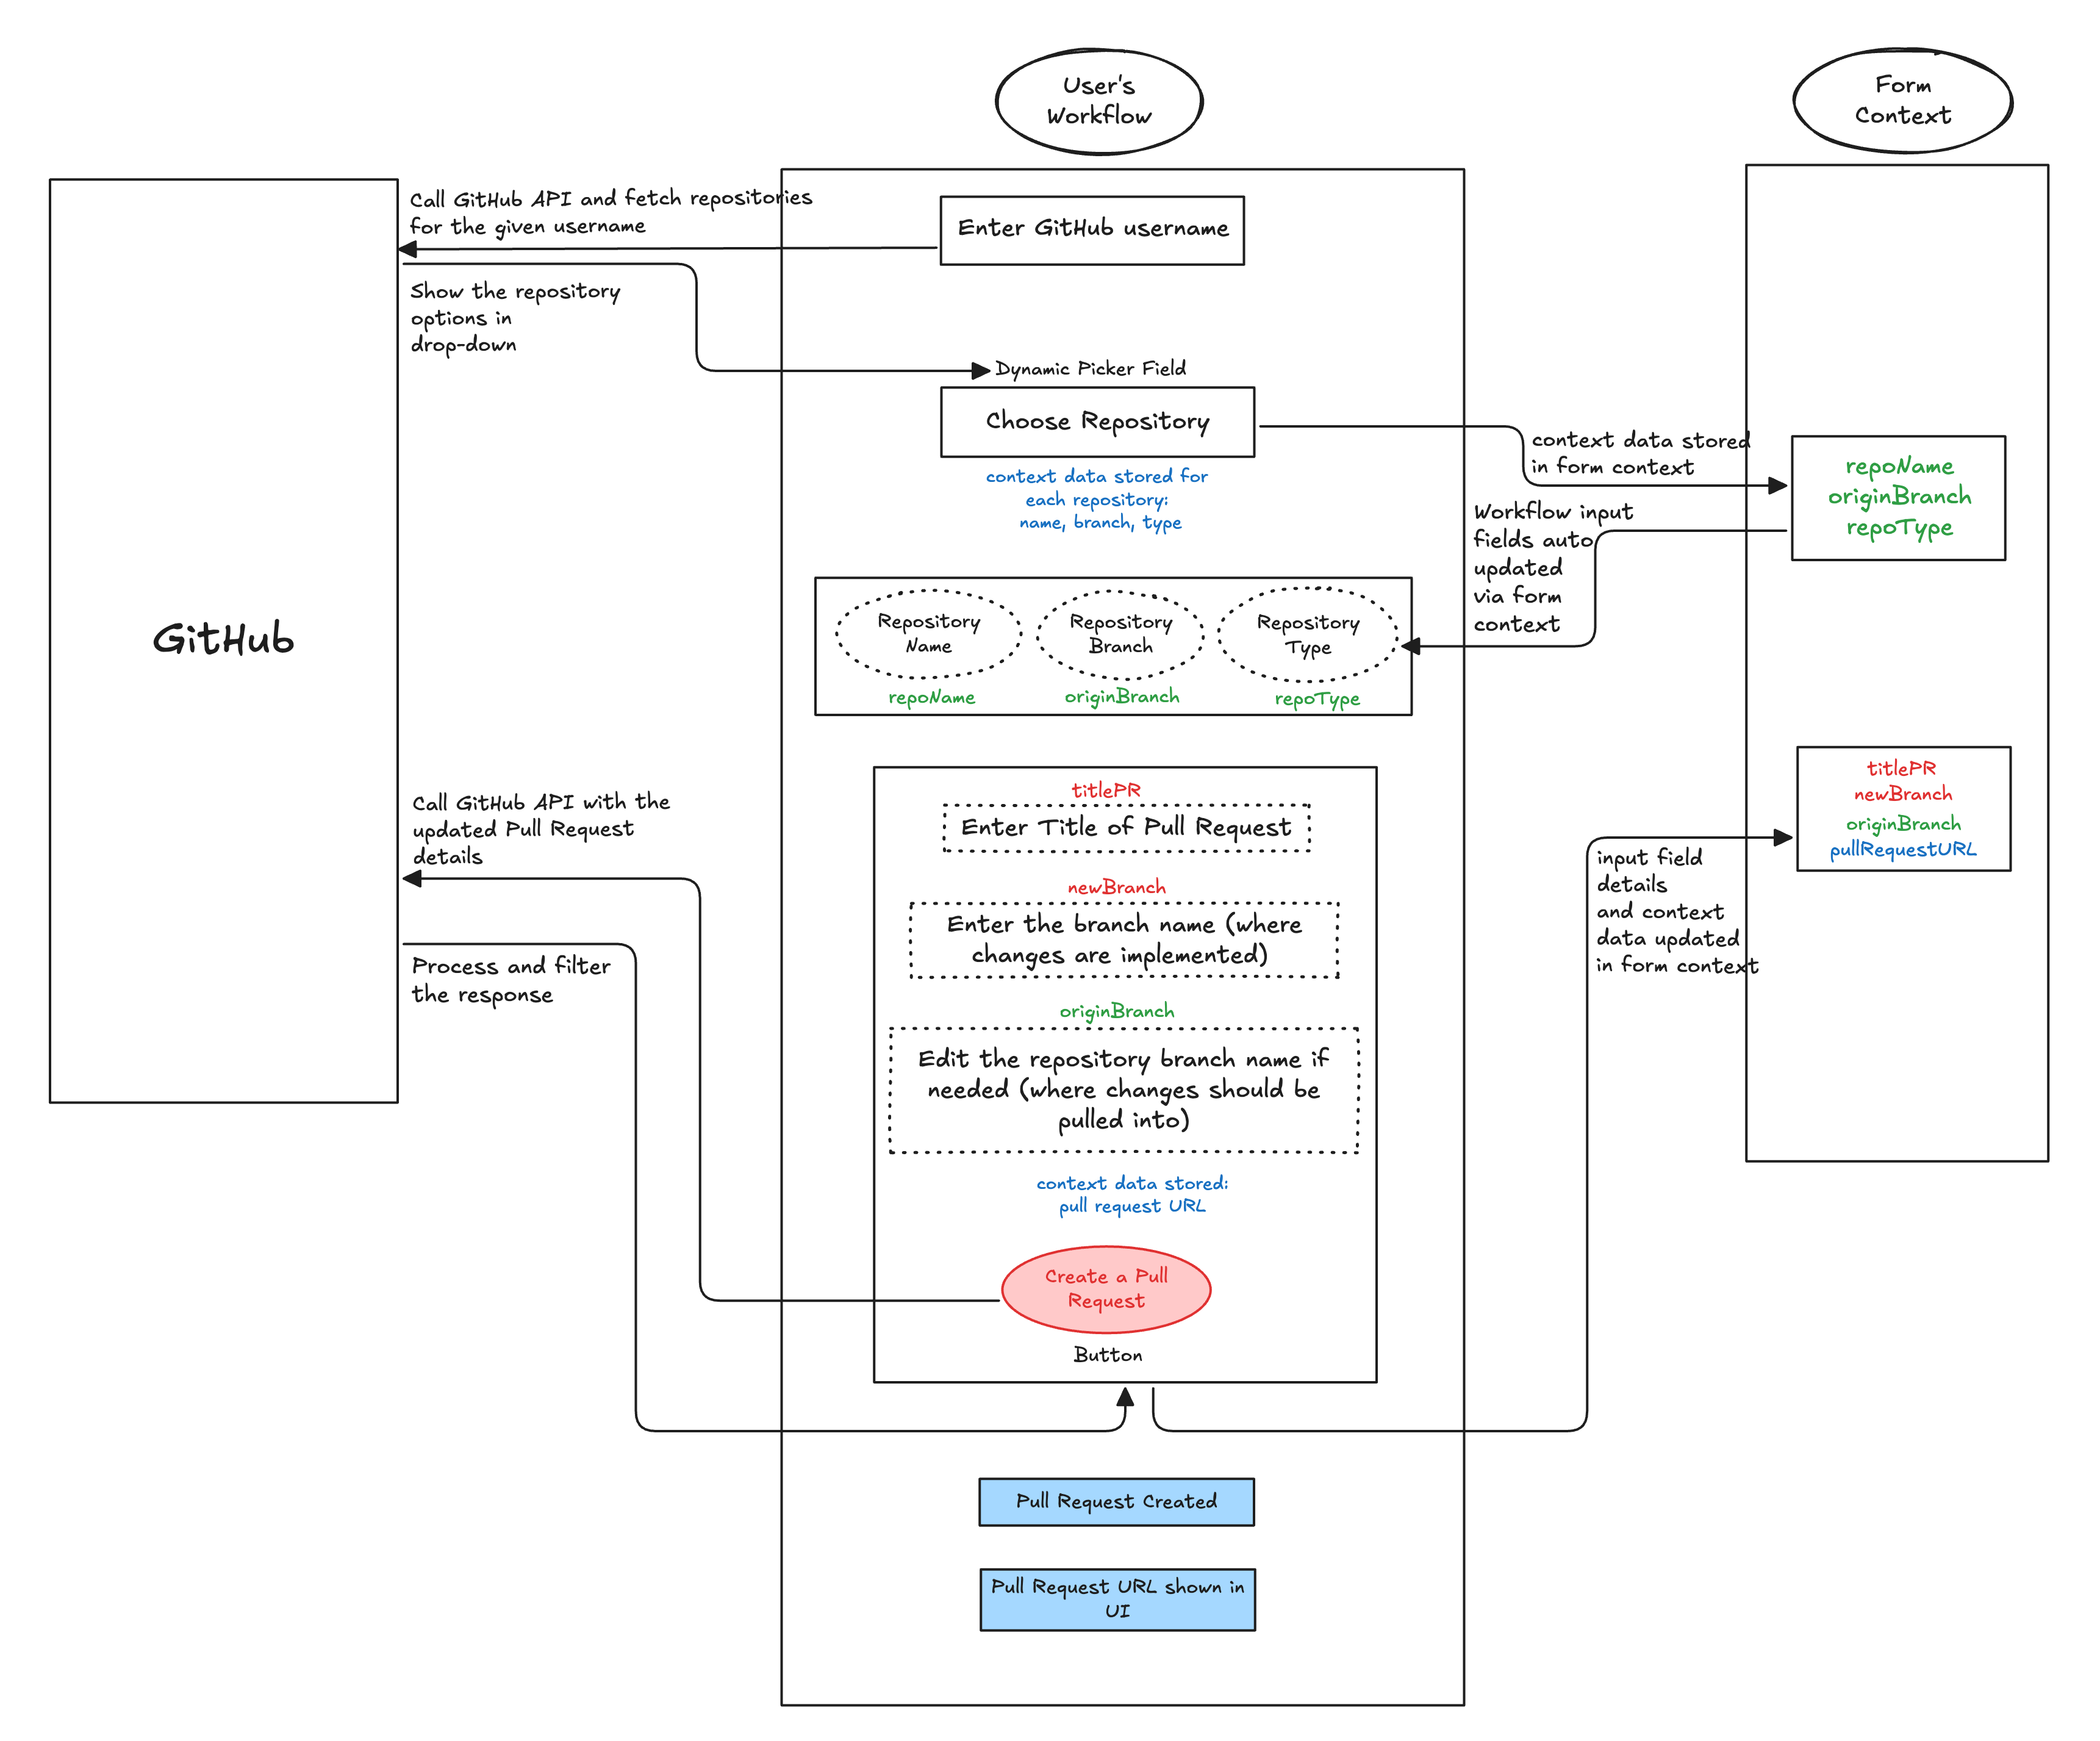 User's
Workflow
Form
Context
Call GitHub API and fetch repositories
for the given username
Enter GitHub username
Show the repository
options in
drop-down
Dynamic Picker Field
Choose Repository
context data stored for
each repository:
name, branch, type
context data stored
in form context
repoName
originBranch
repoType
Workflow input
fields auto
updated
via form
context
GitHub
Repository
Name
repoName
Repository
Branch
originBranch
Repository
Type
repoType
titlePR
Enter Title of Pull Request
newBranch
Enter the branch name (where
changes are implemented)
originBranch
Edit the repository branch name if
needed (where changes should be
pulled into)
context data stored:
pull request URL
Create a Pull
Request
Button
Call GitHub API with the
updated Pull Request
details
Process and filter
the response
titlePR
newBranch
originBranch
pullRequestURL
input field
details
and context
data updated
in form context
Pull Request Created
Pull Request URL shown in
UI